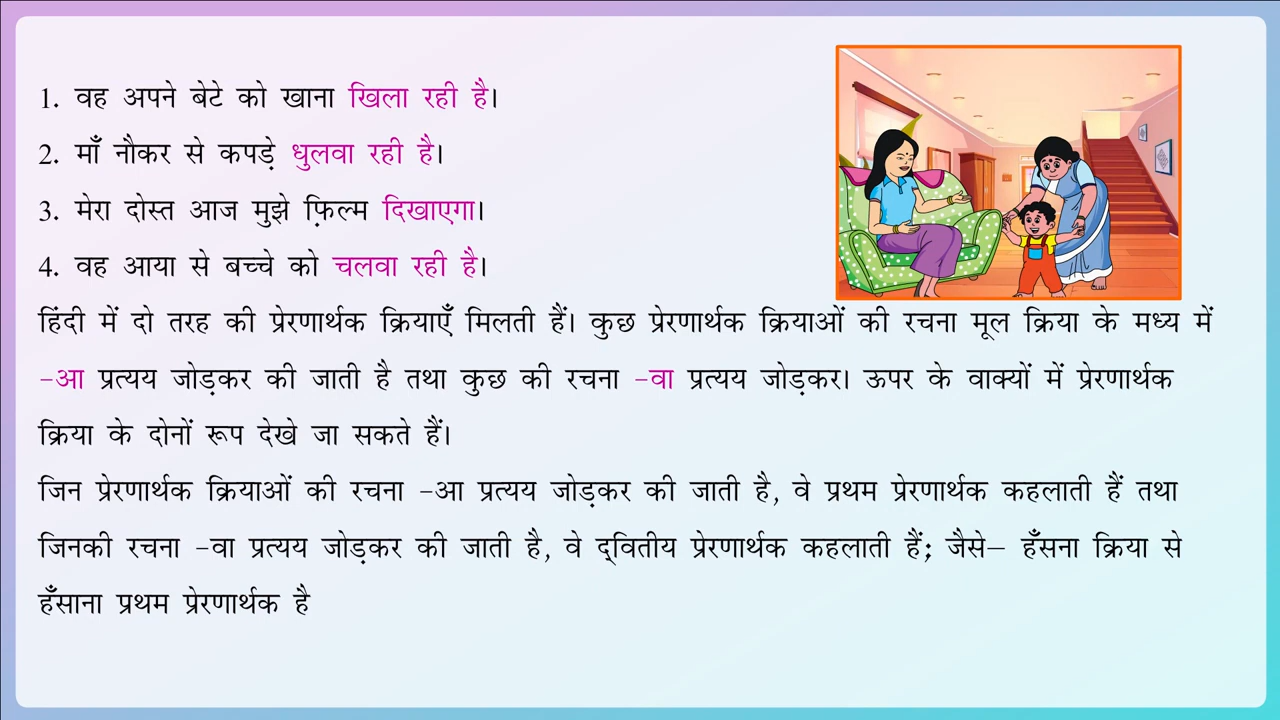 1. वह अपने बेटे को खाना खिला रही है।
2. माँ नौकर से कपड़े धुलवा रही है।
3. मेरा दोस्त आज मुझे फ़िल्म दिखाएगा।
4. वह आया से बच्चे को चलवा रही है।
हिंदी में दो तरह की प्रेरणार्थक क्रियाएँ मिलती हैं। कुछ प्रेरणार्थक क्रियाओं की रचना मूल क्रिया के मध्य में
-आ प्रत्यय जोड़कर की जाती है तथा कुछ की रचना -वा प्रत्यय जोड़कर। ऊपर के वाक्यों में प्रेरणार्थक
क्रिया के दोनों रूप देखे जा सकते हैं।
जिन प्रेरणार्थक क्रियाओं की रचना -आ प्रत्यय जोड़कर की जाती है, वे प्रथम प्रेरणार्थक कहलाती हैं तथा
जिनकी रचना -वा प्रत्यय जोड़कर की जाती है, वे द्‌वितीय प्रेरणार्थक कहलाती हैं; जैसे– हँसना क्रिया से
हँसाना प्रथम प्रेरणार्थक है